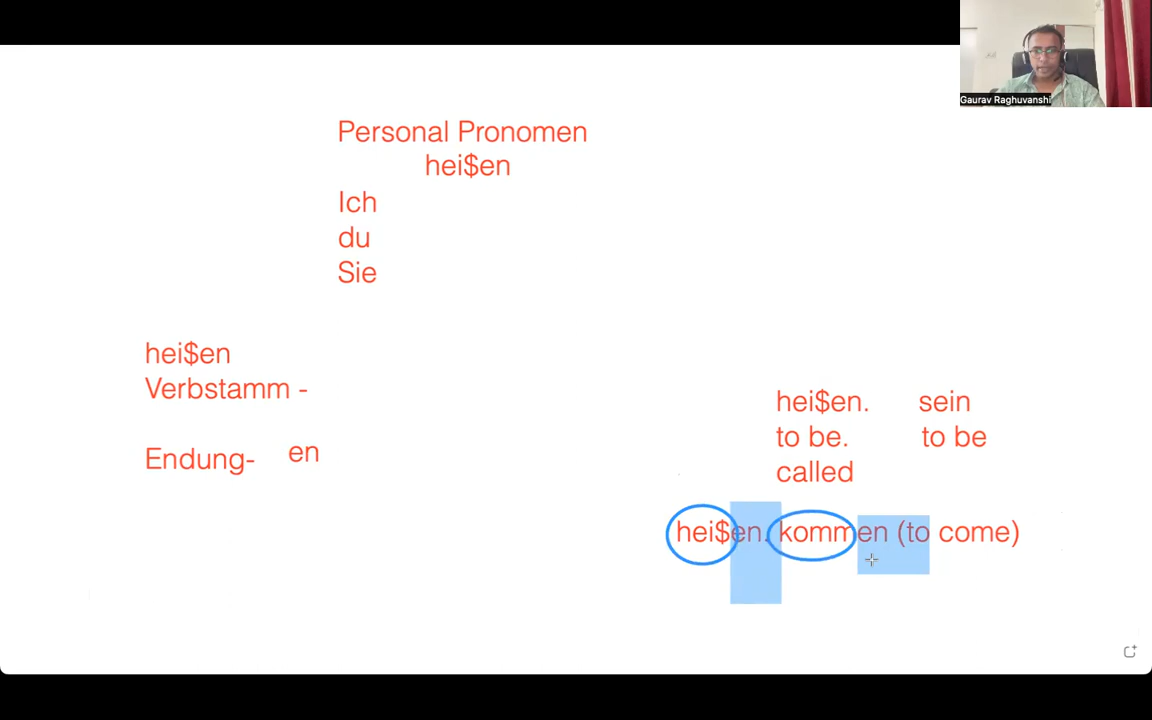 Gaurav Raghuvanshi
Personal Pronomen
hei$en
Ich
du
Sie
hei$en
Verbstamm -
Endung- en
hei$en. sein
to be. to be
called
hei$en. kommen (to come)